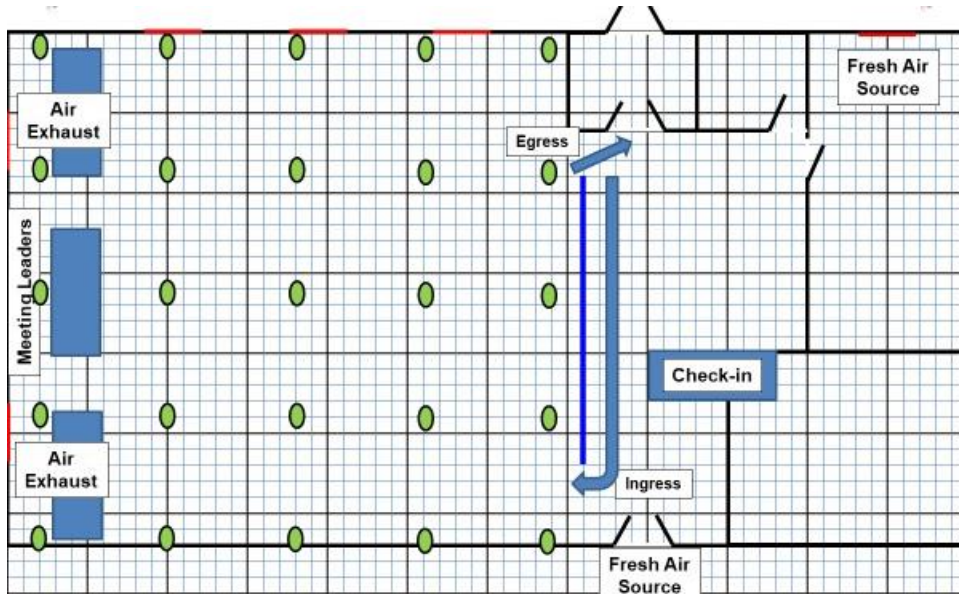 Fresh Air
Source
Air
Exhaust
Egress
Meeting Leaders
Check-in
Air
Exhaust
Ingress
Fresh Air
Source